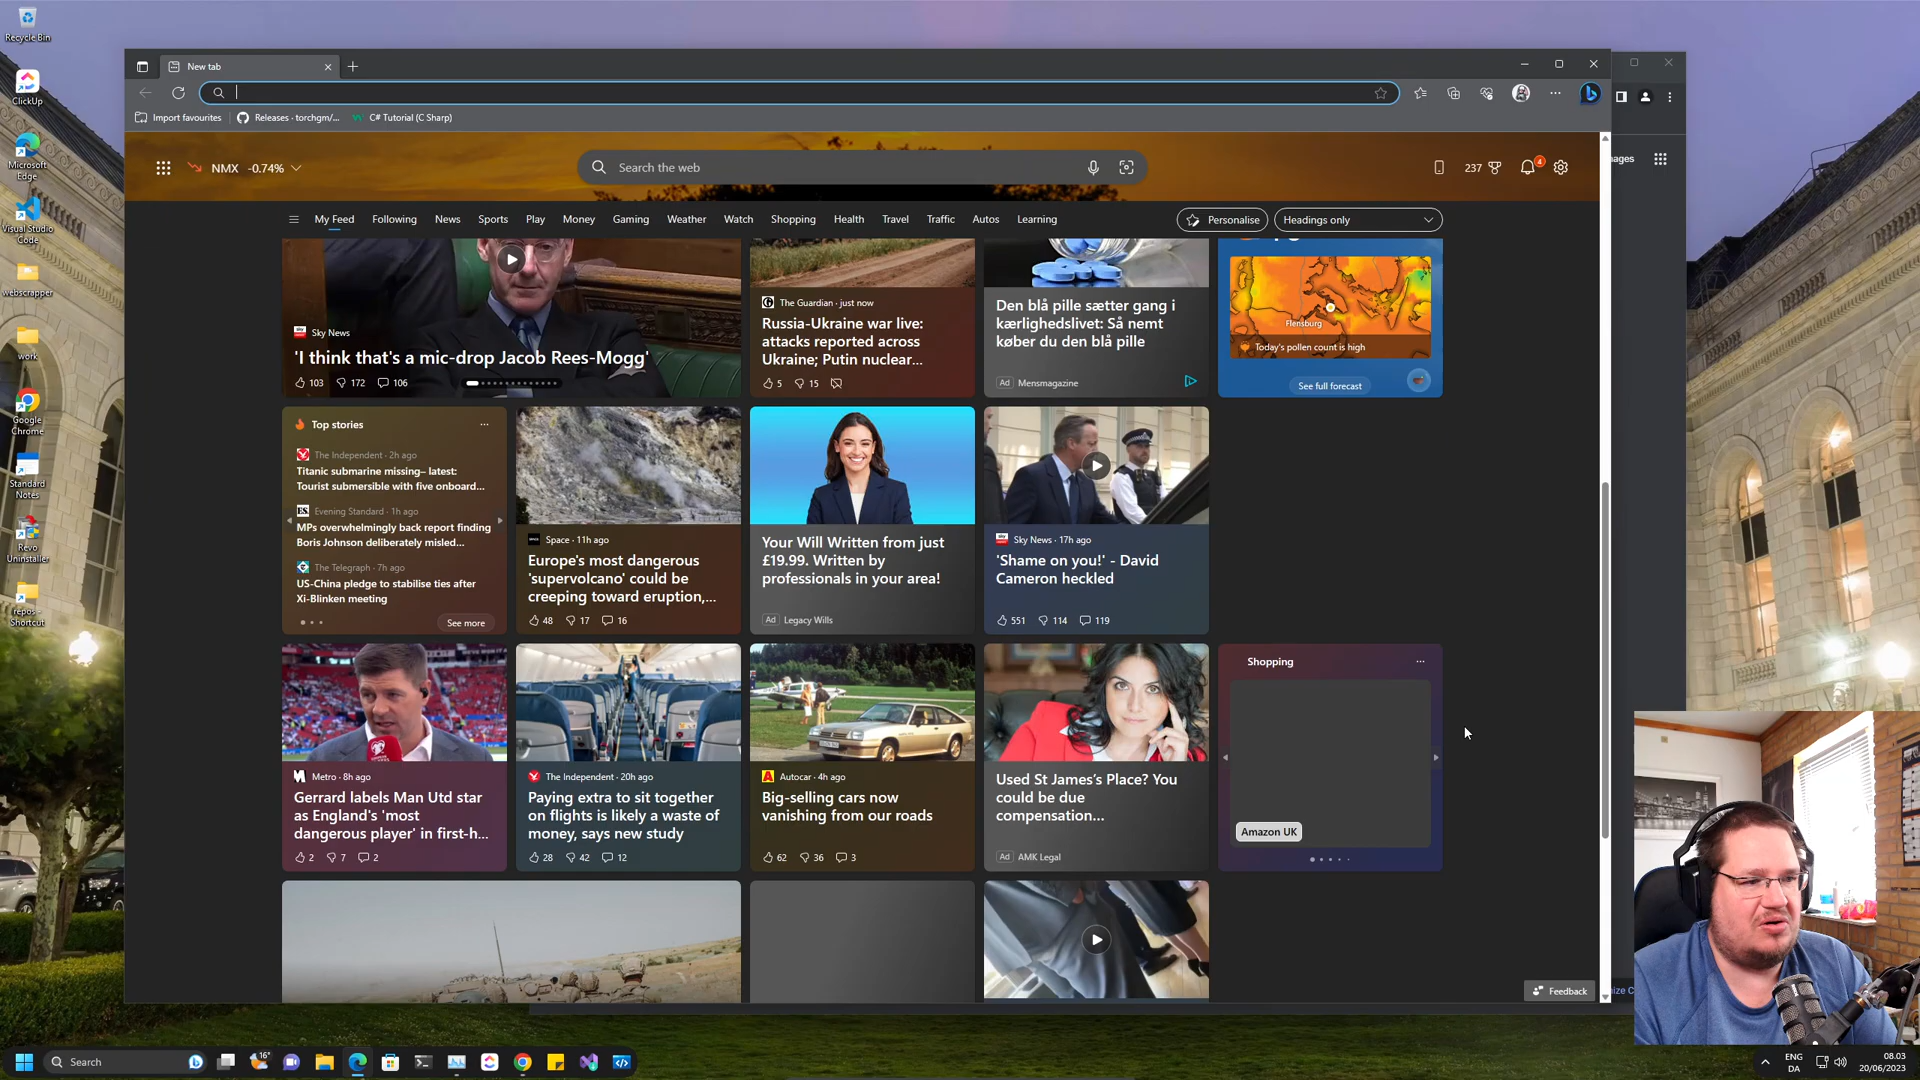 Recycle Bin
ClickUp
Microsoft
Edge
Visual Studio
Code
webscrapper
work
Google
Chrome
Standard
Notes
Revo
Uninstaller
repos -
Shortcut
New tab
Import favourites
Releases · torchgm/...
C# Tutorial (C Sharp)
NMX -0.74%
Search the web
237
4
My Feed Following News Sports Play Money Gaming Weather Watch Shopping Health Travel Traffic Autos Learning
Personalise
Headings only
Sky News
'I think that's a mic-drop Jacob Rees-Mogg'
103 172 106
The Guardian · just now
Russia-Ukraine war live:
attacks reported across
Ukraine; Putin nuclear...
5 15
Den blå pille sætter gang i
kærlighedslivet: Så nemt
køber du den blå pille
Ad Mensmagazine
Flensburg
Today's pollen count is high
See full forecast
Top stories
The Independent · 2h ago
Titanic submarine missing– latest:
Tourist submersible with five onboard...
ES Evening Standard · 1h ago
MPs overwhelmingly back report finding
Boris Johnson deliberately misled...
The Telegraph · 7h ago
US-China pledge to stabilise ties after
Xi-Blinken meeting
See more
Space · 11h ago
Europe's most dangerous
'supervolcano' could be
creeping toward eruption,...
48 17 16
Your Will Written from just
£19.99. Written by
professionals in your area!
Ad Legacy Wills
Sky News · 17h ago
'Shame on you!' - David
Cameron heckled
551 114 119
Metro · 8h ago
Gerrard labels Man Utd star
as England's 'most
dangerous player' in first-h...
2 7 2
The Independent · 20h ago
Paying extra to sit together
on flights is likely a waste of
money, says new study
28 42 12
Autocar · 4h ago
Big-selling cars now
vanishing from our roads
62 36 3
Used St James's Place? You
could be due
compensation...
Ad AMK Legal
Shopping
Amazon UK
Feedback
ages
ize C
Search
16°
ENG
DA
08.03
20/06/2023